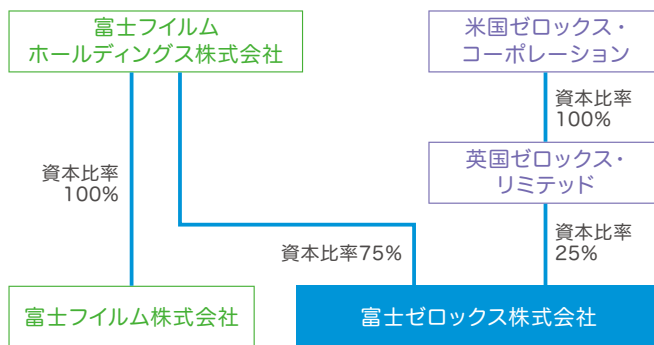 富士フイルム
ホールディングス株式会社
米国ゼロックス・
コーポレーション
資本比率
100%
英国ゼロックス・
リミテッド
資本比率
100%
資本比率75%
資本比率
25%
富士フイルム株式会社
富士ゼロックス株式会社